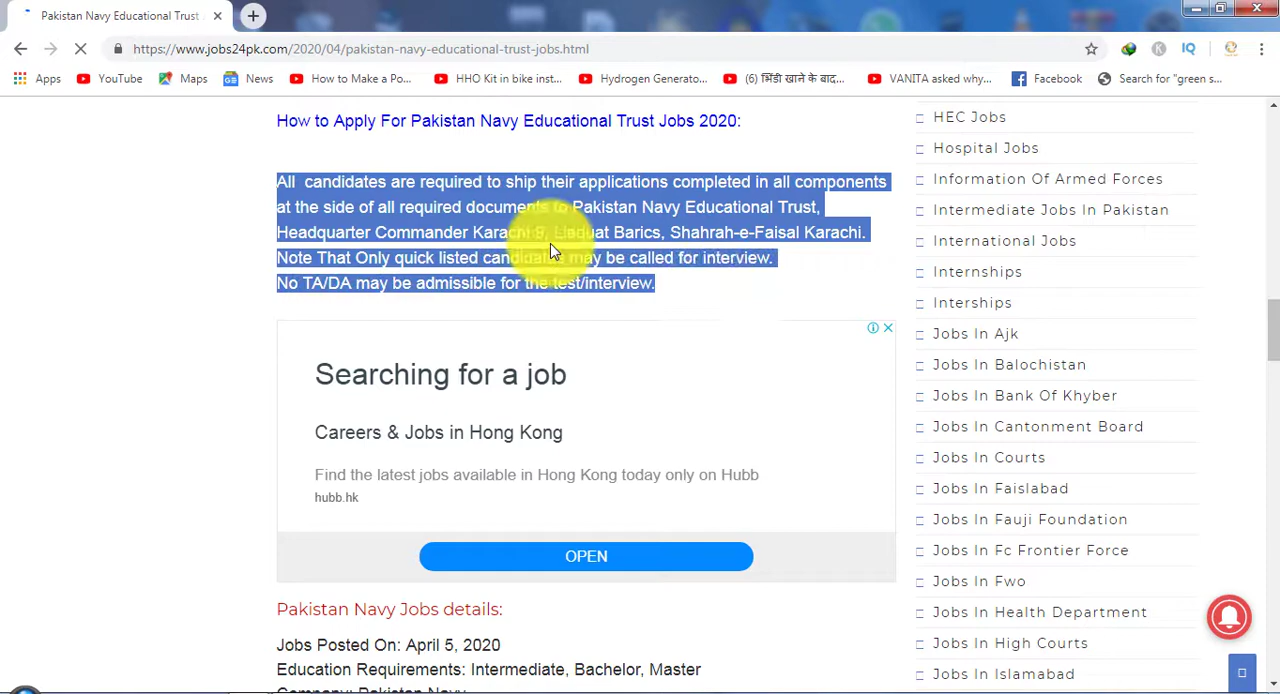 Pakistan Navy Educational Trust
https://www.jobs24pk.com/2020/04/pakistan-navy-educational-trust-jobs.html
Apps YouTube Maps News How to Make a Po... HHO Kit in bike inst... Hydrogen Generato... (6) भिंडी खाने के बाद... VANITA asked why... Facebook Search for "green s...
How to Apply For Pakistan Navy Educational Trust Jobs 2020:
All candidates are required to ship their applications completed in all components
at the side of all required documents to Pakistan Navy Educational Trust,
Headquarter Commander Karachi 9, Liaquat Barics, Shahrah-e-Faisal Karachi.
Note That Only quick listed candidates may be called for interview.
No TA/DA may be admissible for the test/interview.
Searching for a job
Careers & Jobs in Hong Kong
Find the latest jobs available in Hong Kong today only on Hubb
hubb.hk
OPEN
Pakistan Navy Jobs details:
Jobs Posted On: April 5, 2020
Education Requirements: Intermediate, Bachelor, Master
Company: Pakistan Navy
HEC Jobs
Hospital Jobs
Information Of Armed Forces
Intermediate Jobs In Pakistan
International Jobs
Internships
Interships
Jobs In Ajk
Jobs In Balochistan
Jobs In Bank Of Khyber
Jobs In Cantonment Board
Jobs In Courts
Jobs In Faislabad
Jobs In Fauji Foundation
Jobs In Fc Frontier Force
Jobs In Fwo
Jobs In Health Department
Jobs In High Courts
Jobs In Islamabad